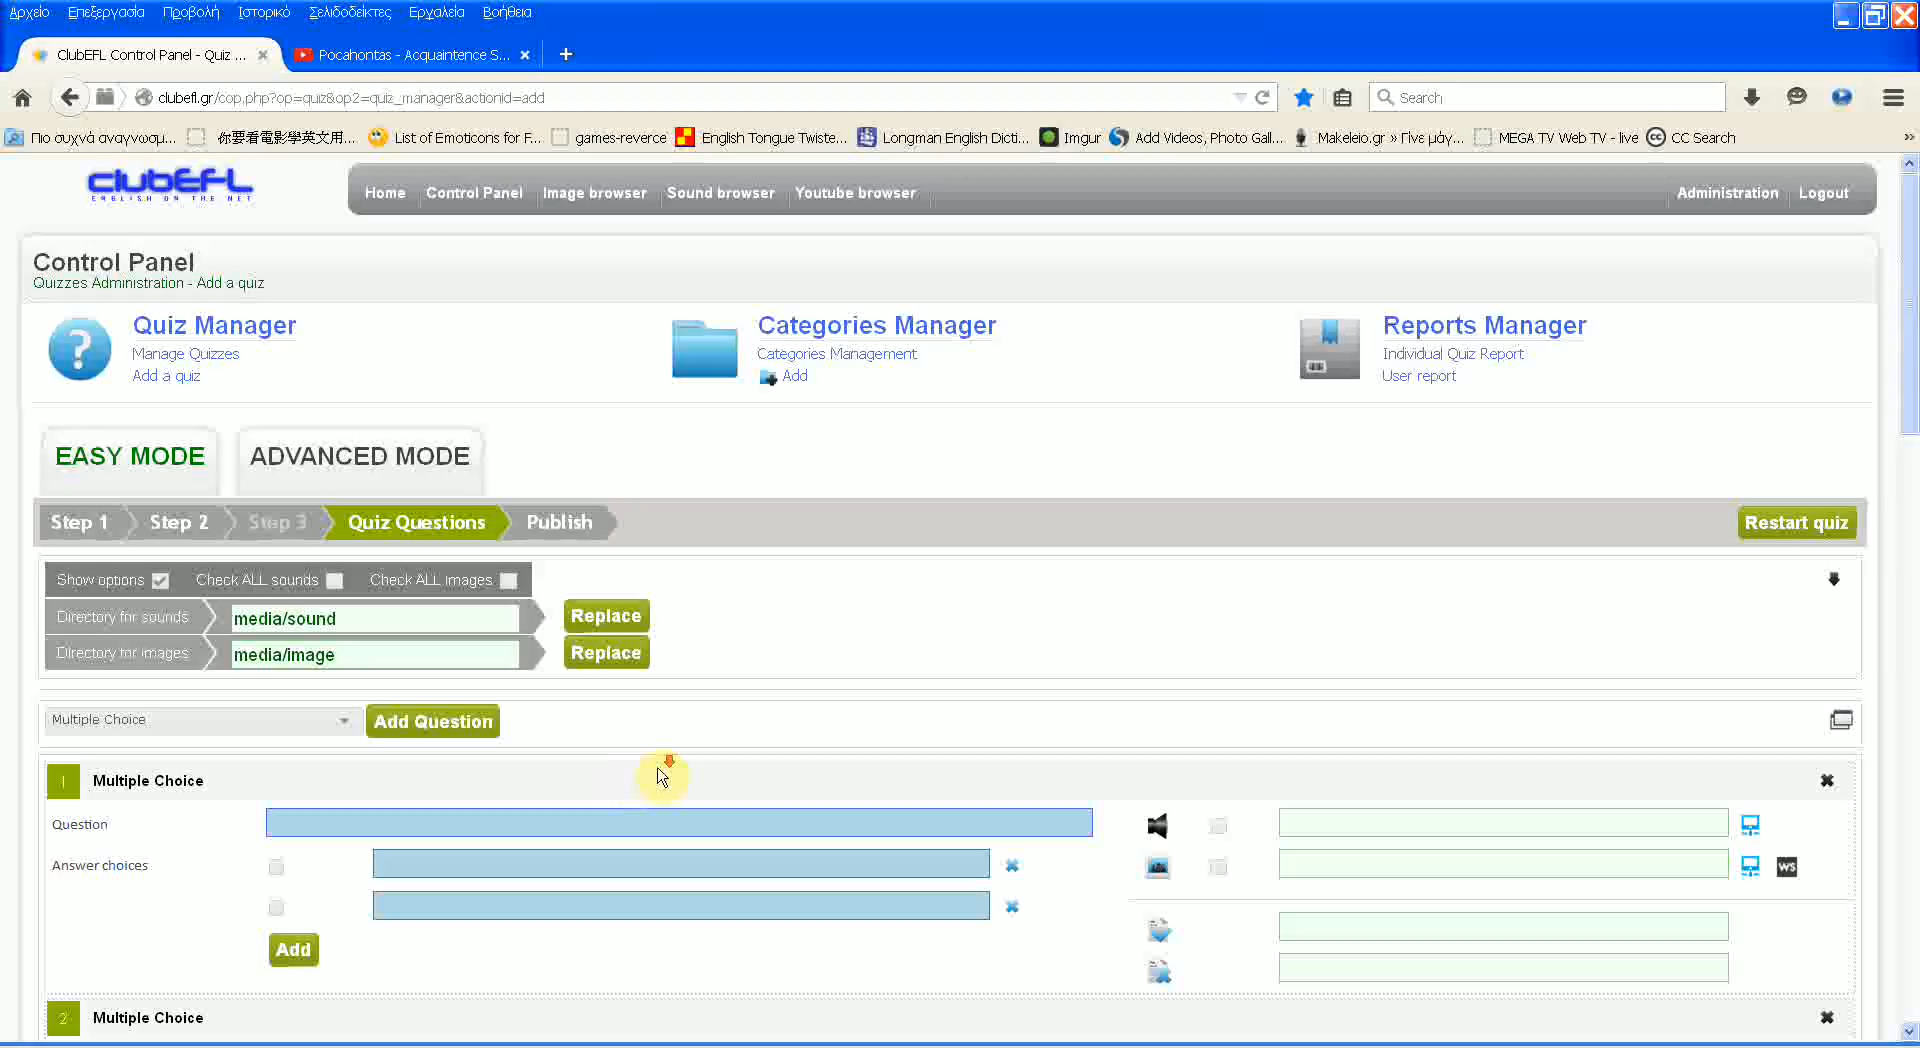 Αρχείο Επεξεργασία Προβολή Ιστορικό Σελιδοδείκτες Εργαλεία Βοήθεια
ClubEFL Control Panel - Quiz ... Pocahontas - Acquaintence S...
clubefl.gr/cop.php?op=quiz&op2=quiz_manager&actionid=add Search
Πιο συχνά αναγνωσμ... 你要看電影學英文用... List of Emoticons for F... games-reverce English Tongue Twiste... Longman English Dicti... Imgur Add Videos, Photo Gall... Makeleio.gr » Γίνε μάγ... MEGA TV Web TV - live CC Search
clubEFL
ENGLISH ON THE NET
Home Control Panel Image browser Sound browser Youtube browser Administration Logout
Control Panel
Quizzes Administration - Add a quiz
Quiz Manager Categories Manager Reports Manager
Manage Quizzes Categories Management Individual Quiz Report
Add a quiz Add User report
EASY MODE ADVANCED MODE
Step 1 Step 2 Step 3 Quiz Questions Publish Restart quiz
Show options Check ALL sounds Check ALL images
Directory for sounds media/sound Replace
Directory for images media/image Replace
Multiple Choice Add Question
1 Multiple Choice
Question
Answer choices WS
Add
2 Multiple Choice